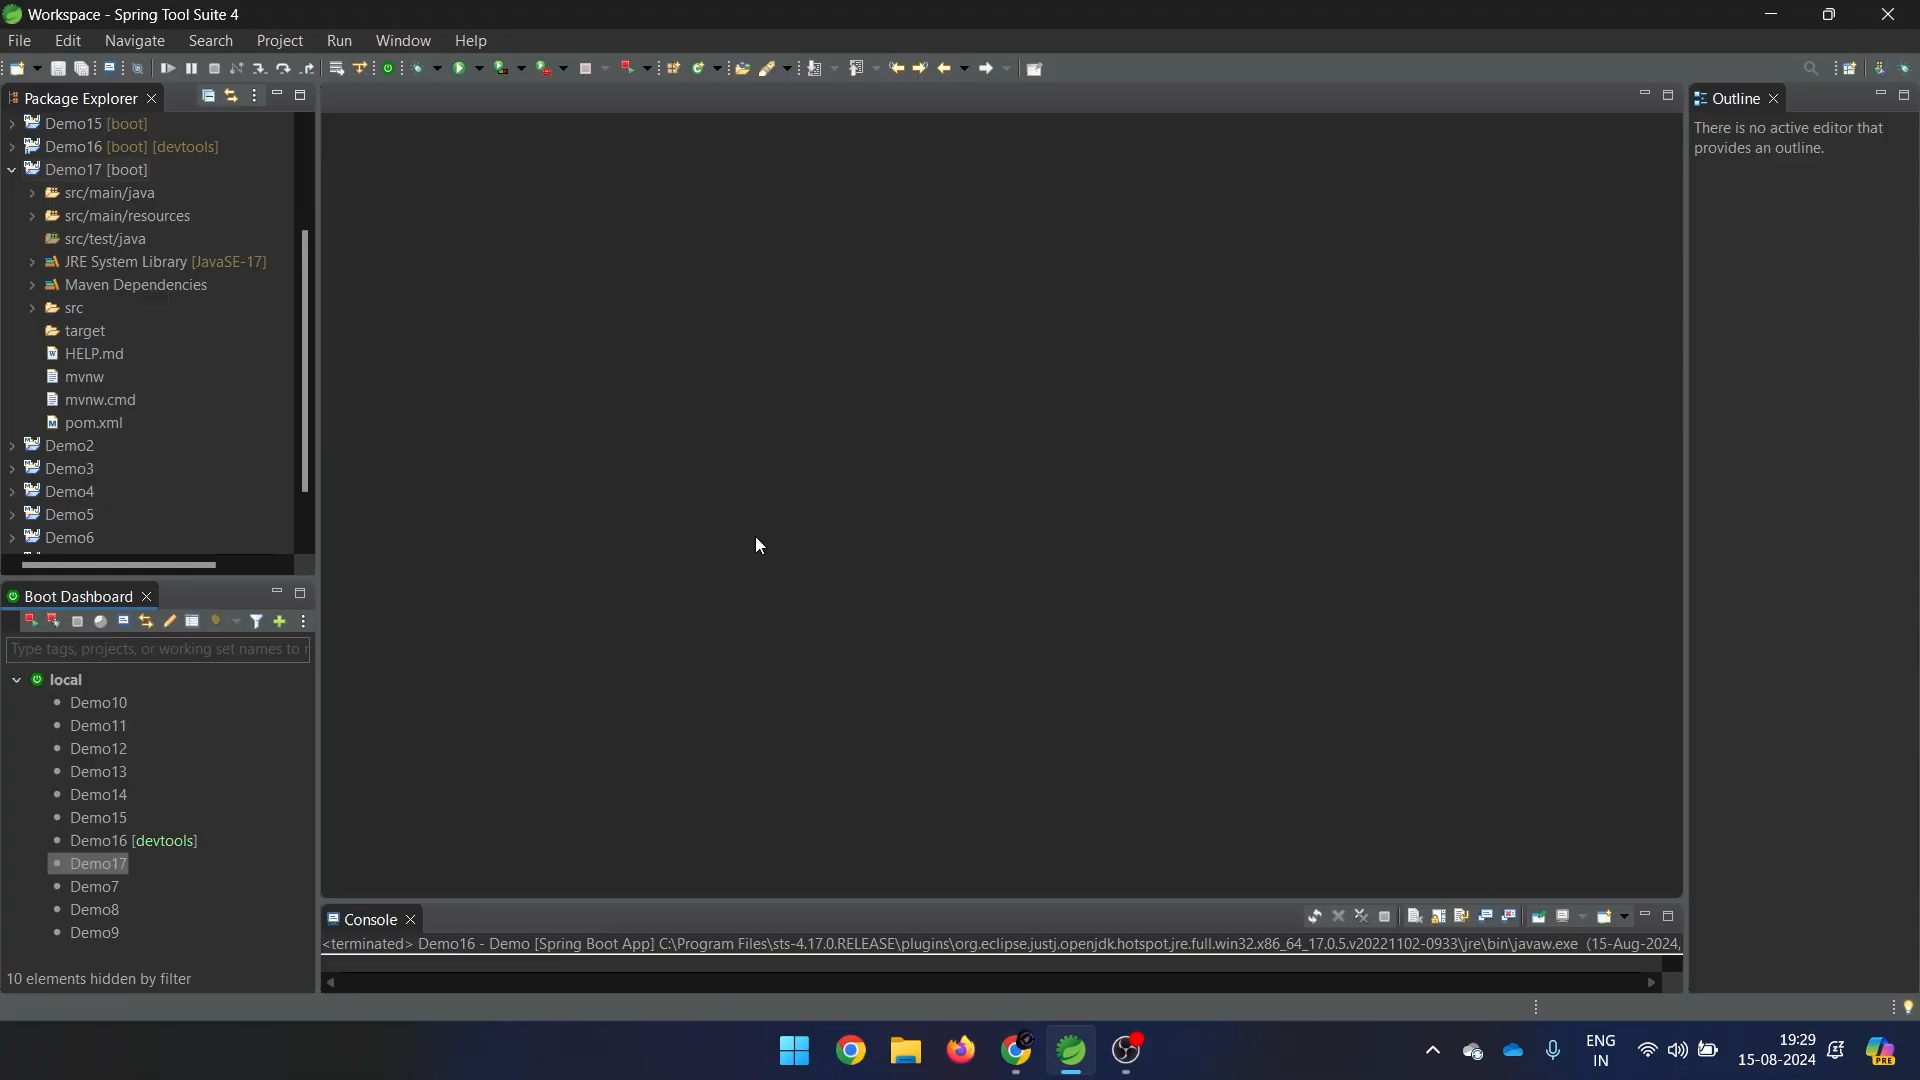 Workspace - Spring Tool Suite 4
File Edit Navigate Search Project Run Window Help
Package Explorer
Demo15 [boot]
Demo16 [boot] [devtools]
Demo17 [boot]
src/main/java
src/main/resources
src/test/java
JRE System Library [JavaSE-17]
Maven Dependencies
src
target
HELP.md
mvnw
mvnw.cmd
pom.xml
Demo2
Demo3
Demo4
Demo5
Demo6
Boot Dashboard
Type tags, projects, or working set names to
local
Demo10
Demo11
Demo12
Demo13
Demo14
Demo15
Demo16 [devtools]
Demo17
Demo7
Demo8
Demo9
10 elements hidden by filter
Console
<terminated> Demo16 - Demo [Spring Boot App] C:\Program Files\sts-4.17.0.RELEASE\plugins\org.eclipse.justj.openjdk.hotspot.jre.full.win32.x86_64_17.0.5.v20221102-0933\jre\bin\javaw.exe (15-Aug-2024,
Outline
There is no active editor that
provides an outline.
ENG
IN
19:29
15-08-2024
PRE